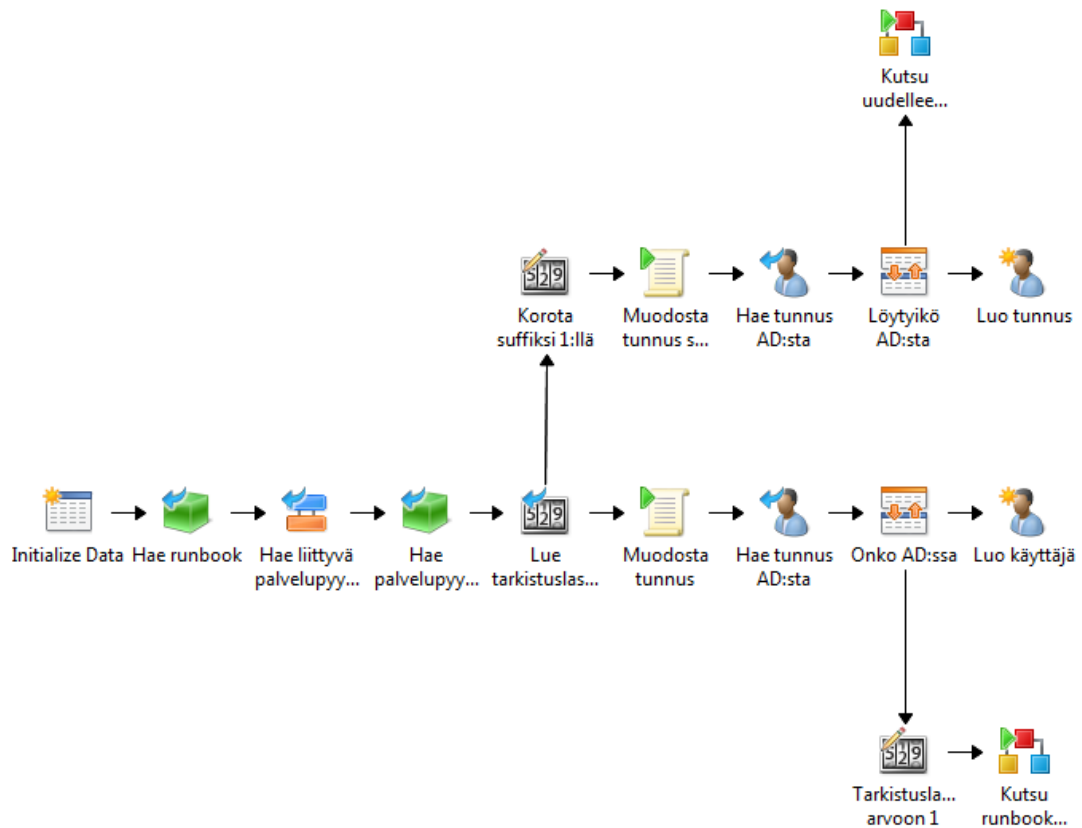 Kutsu
uudellee...
Korota
suffiksi 1:llä
Muodosta
tunnus s...
Hae tunnus
AD:sta
Löytyikö
AD:sta
Luo tunnus
Initialize Data
Hae runbook
Hae liittyvä
palvelupyy...
Hae
palvelupyy...
Lue
tarkistuslas...
Muodosta
tunnus
Hae tunnus
AD:sta
Onko AD:ssa
Luo käyttäjä
Tarkistusla...
arvoon 1
Kutsu
runbook...